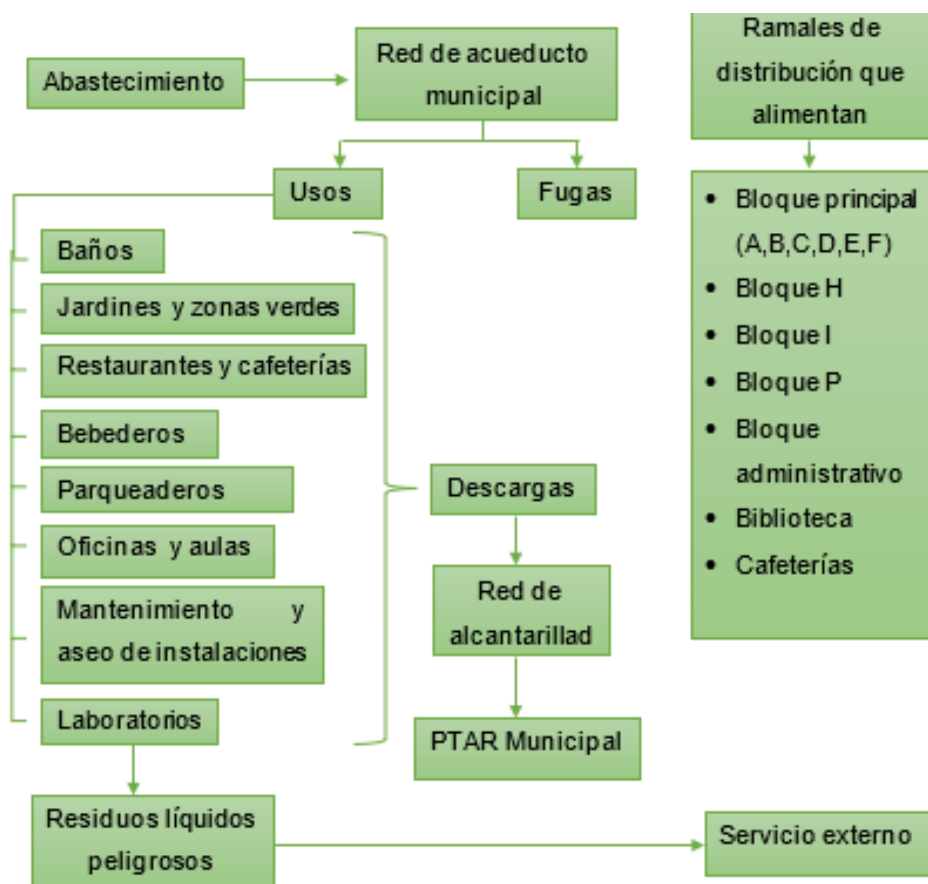 Abastecimiento
Red de acueducto
municipal
Ramales de
distribución que
alimentan
Usos
Fugas
• Bloque principal
(A,B,C,D,E,F)
• Bloque H
• Bloque I
• Bloque P
• Bloque
administrativo
• Biblioteca
• Cafeterías
Baños
Jardines y zonas verdes
Restaurantes y cafeterías
Bebederos
Parqueaderos
Oficinas y aulas
Mantenimiento y
aseo de instalaciones
Laboratorios
Descargas
Red de
alcantarillad
PTAR Municipal
Residuos líquidos
peligrosos
Servicio externo